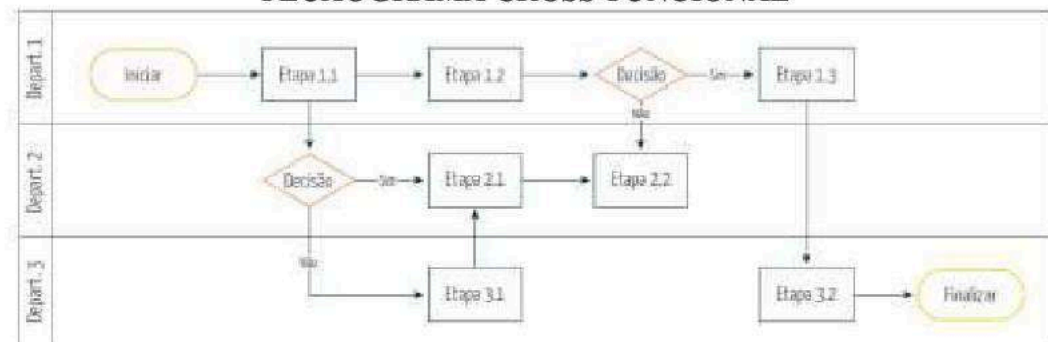 Depart. 1
Iniciar
Etapa 1.1
Etapa 1.2
Decisão
Sim
Etapa 1.3
Não
Depart. 2
Decisão
Sim
Etapa 2.1
Etapa 2.2
Não
Depart. 3
Etapa 3.1
Etapa 3.2
Finalizar